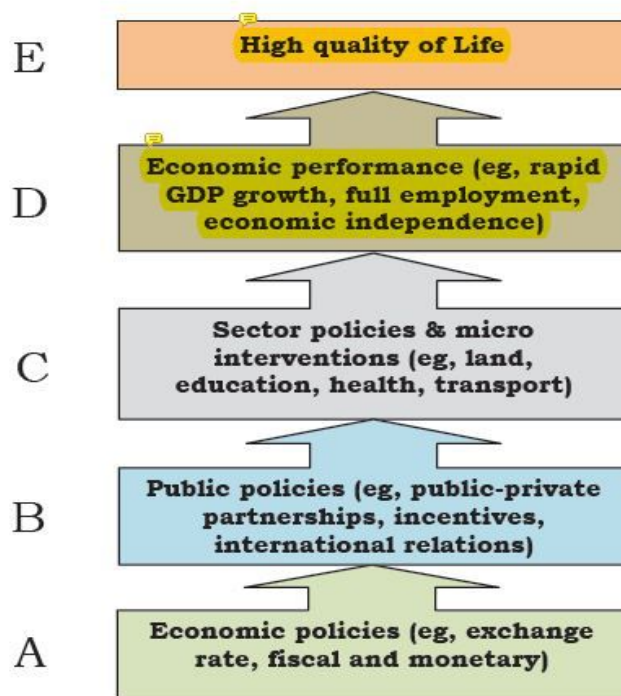 E
High quality of Life
D
Economic performance (eg, rapid
GDP growth, full employment,
economic independence)
C
Sector policies & micro
interventions (eg, land,
education, health, transport)
B
Public policies (eg, public-private
partnerships, incentives,
international relations)
A
Economic policies (eg, exchange
rate, fiscal and monetary)